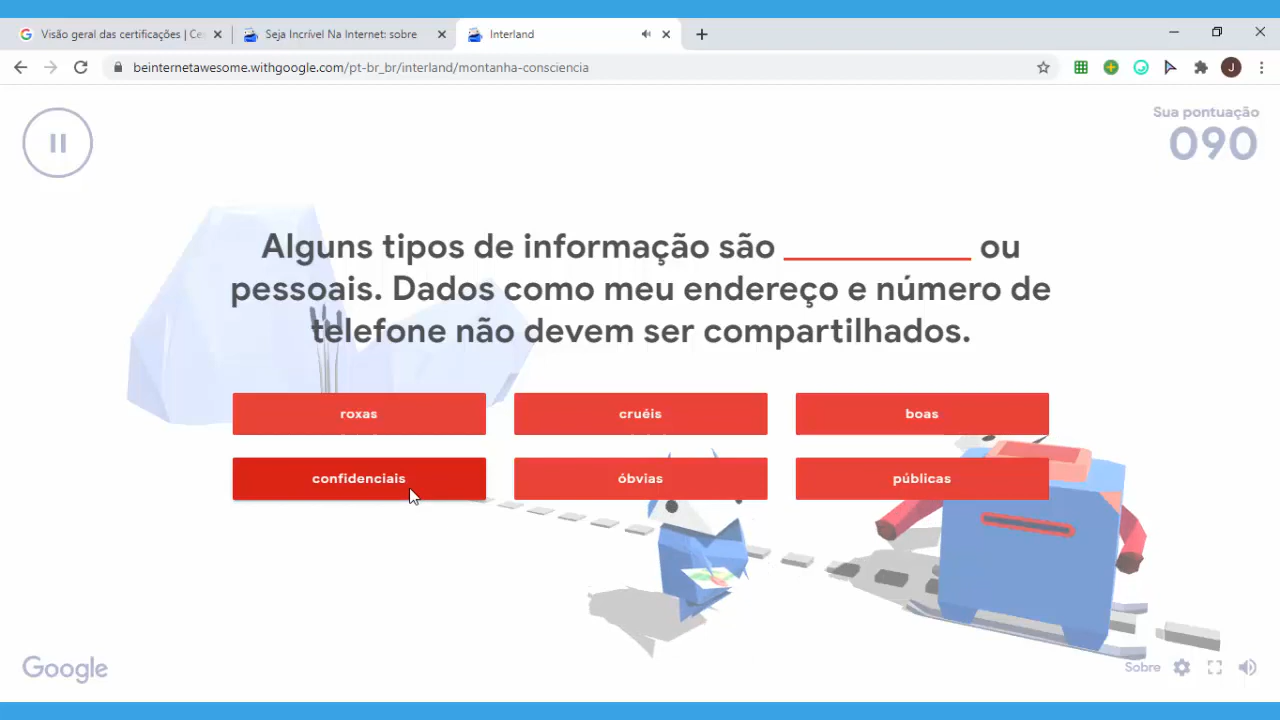 Visão geral das certificações | Ce
Seja Incrível Na Internet: sobre
Interland
beinternetawesome.withgoogle.com/pt-br_br/interland/montanha-consciencia
J
Sua pontuação
090
Alguns tipos de informação são __________ ou
pessoais. Dados como meu endereço e número de
telefone não devem ser compartilhados.
roxas
cruéis
boas
confidenciais
óbvias
públicas
Google
Sobre